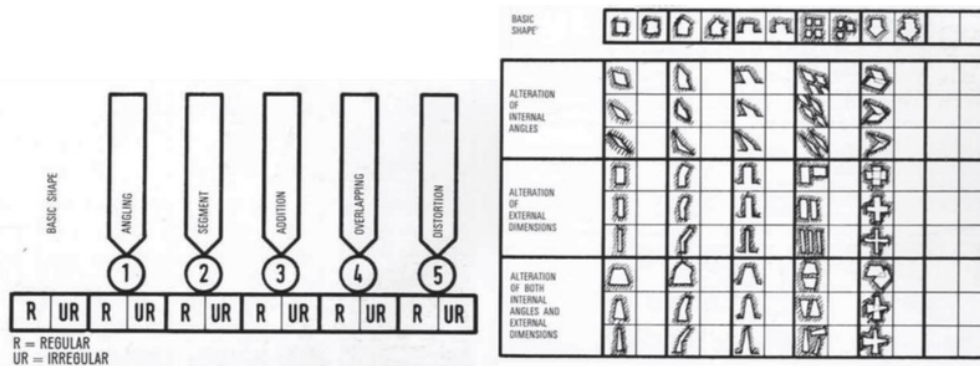 BASIC SHAPE
ANGLING
SEGMENT
ADDITION
OVERLAPPING
DISTORTION
1 2 3 4 5
R UR R UR R UR R UR R UR R UR
R = REGULAR
UR = IRREGULAR
BASIC
SHAPE
ALTERATION
OF
INTERNAL
ANGLES
ALTERATION
OF
EXTERNAL
DIMENSIONS
ALTERATION
OF BOTH
INTERNAL
ANGLES AND
EXTERNAL
DIMENSIONS